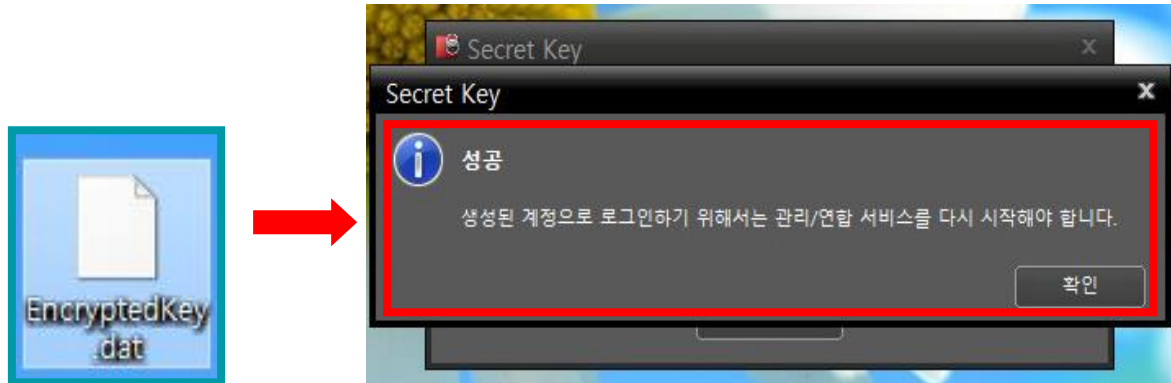 Secret Key
x
Secret Key
x
성공
생성된 계정으로 로그인하기 위해서는 관리/연합 서비스를 다시 시작해야 합니다.
확인
EncryptedKey
.dat